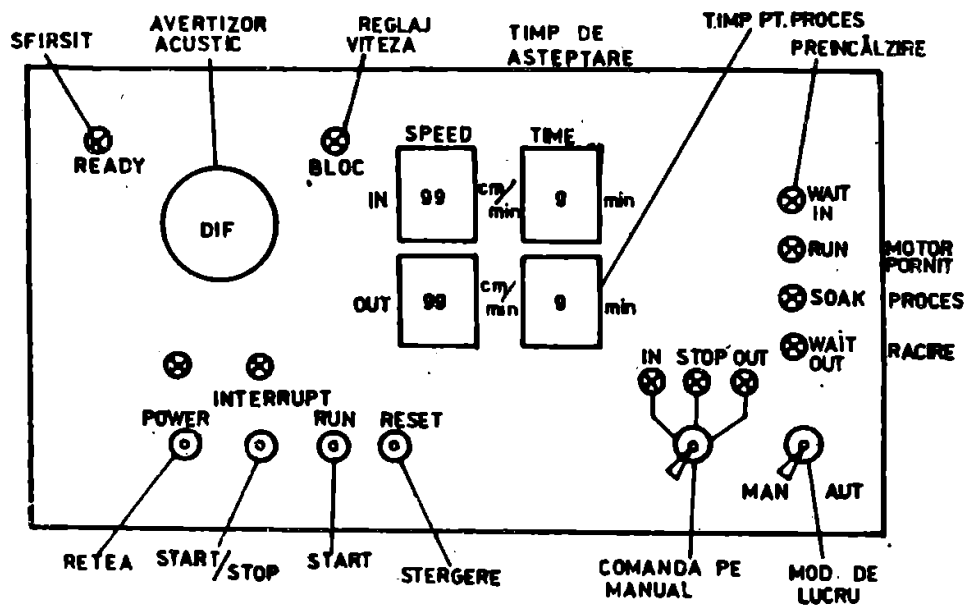 SFIRSIT
AVERTIZOR
ACUSTIC
REGLAJ
VITEZA
TIMP DE
ASTEPTARE
TIMP PT. PROCES
PREINCĂLZIRE
READY
BLOC
SPEED
TIME
DIF
IN
99
cm/
min
9
min
OUT
99
cm/
min
9
min
WAIT
IN
RUN
MOTOR
PORNIT
SOAK
PROCES
WAIT
OUT
RACIRE
IN STOP OUT
INTERRUPT
POWER
RUN
RESET
MAN
AUT
RETEA
START/
STOP
START
STERGERE
COMANDA PE
MANUAL
MOD. DE
LUCRU